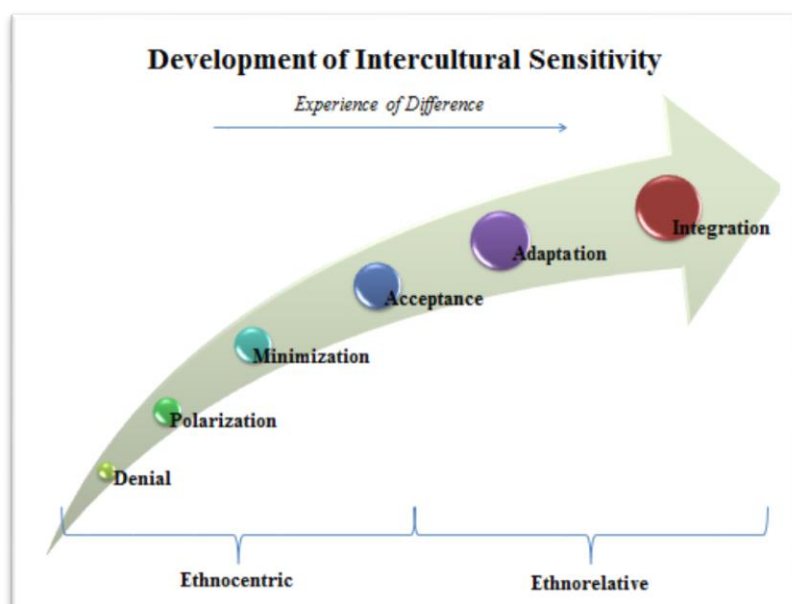 Development of Intercultural Sensitivity
Experience of Difference
Integration
Adaptation
Acceptance
Minimization
Polarization
Denial
Ethnocentric
Ethnorelative